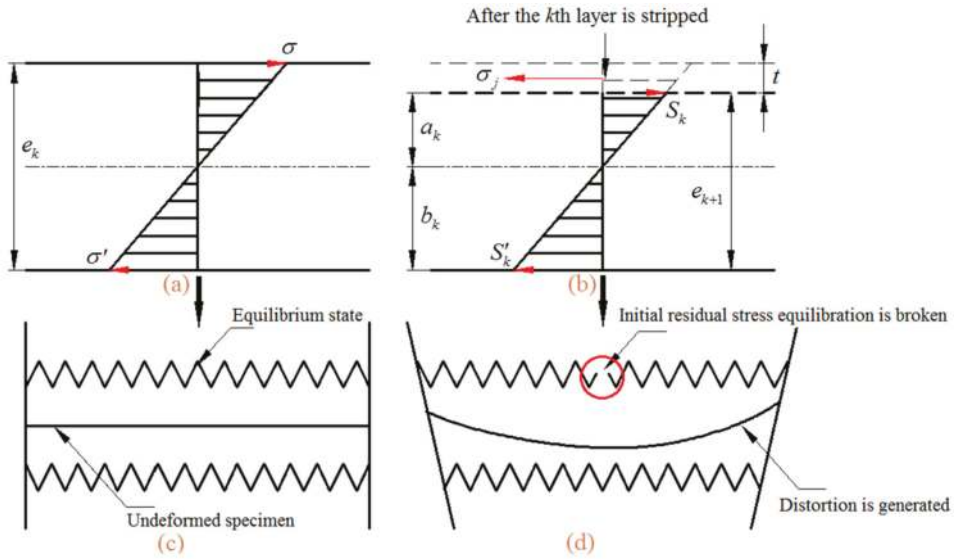 After the kth layer is stripped
σ
σj
t
Sk
ak
ek
ek+1
bk
σ'
S'k
(a)
(b)
Equilibrium state
Initial residual stress equilibration is broken
Undeformed specimen
Distortion is generated
(c)
(d)